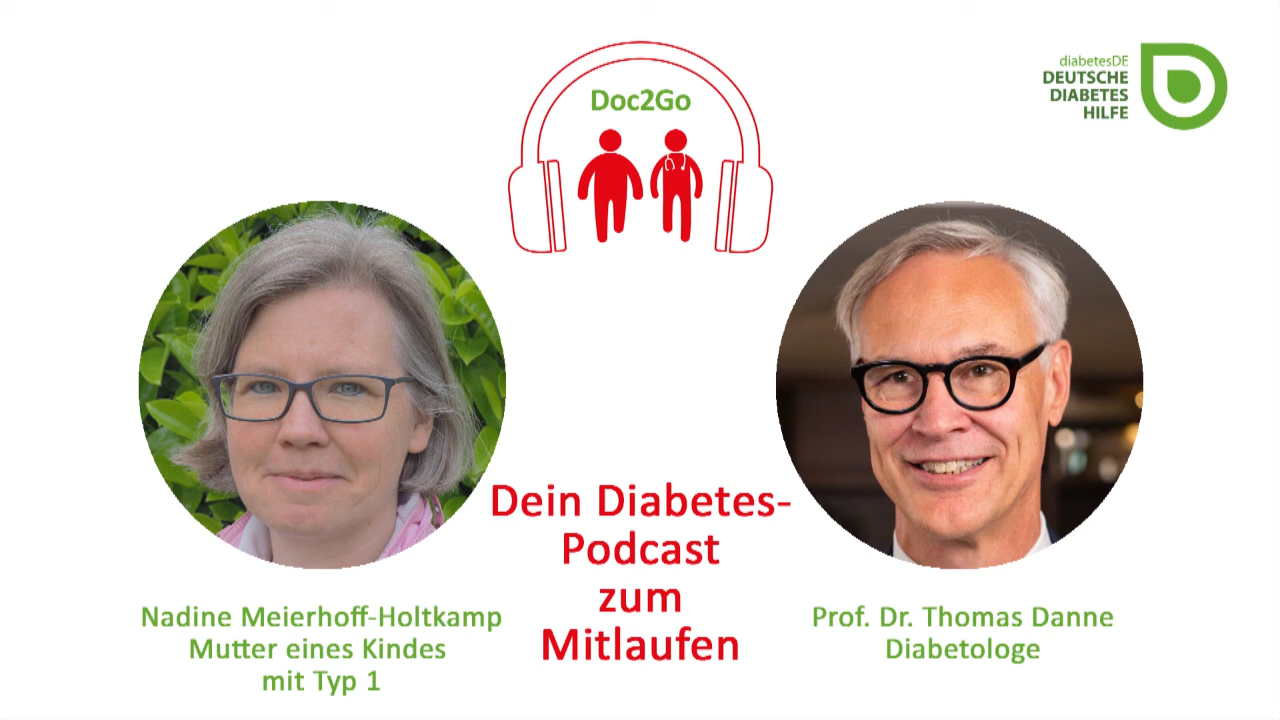 Doc2Go
diabetesDE
DEUTSCHE
DIABETES
HILFE
Dein Diabetes-
Podcast
zum
Mitlaufen
Nadine Meierhoff-Holtkamp
Mutter eines Kindes
mit Typ 1
Prof. Dr. Thomas Danne
Diabetologe